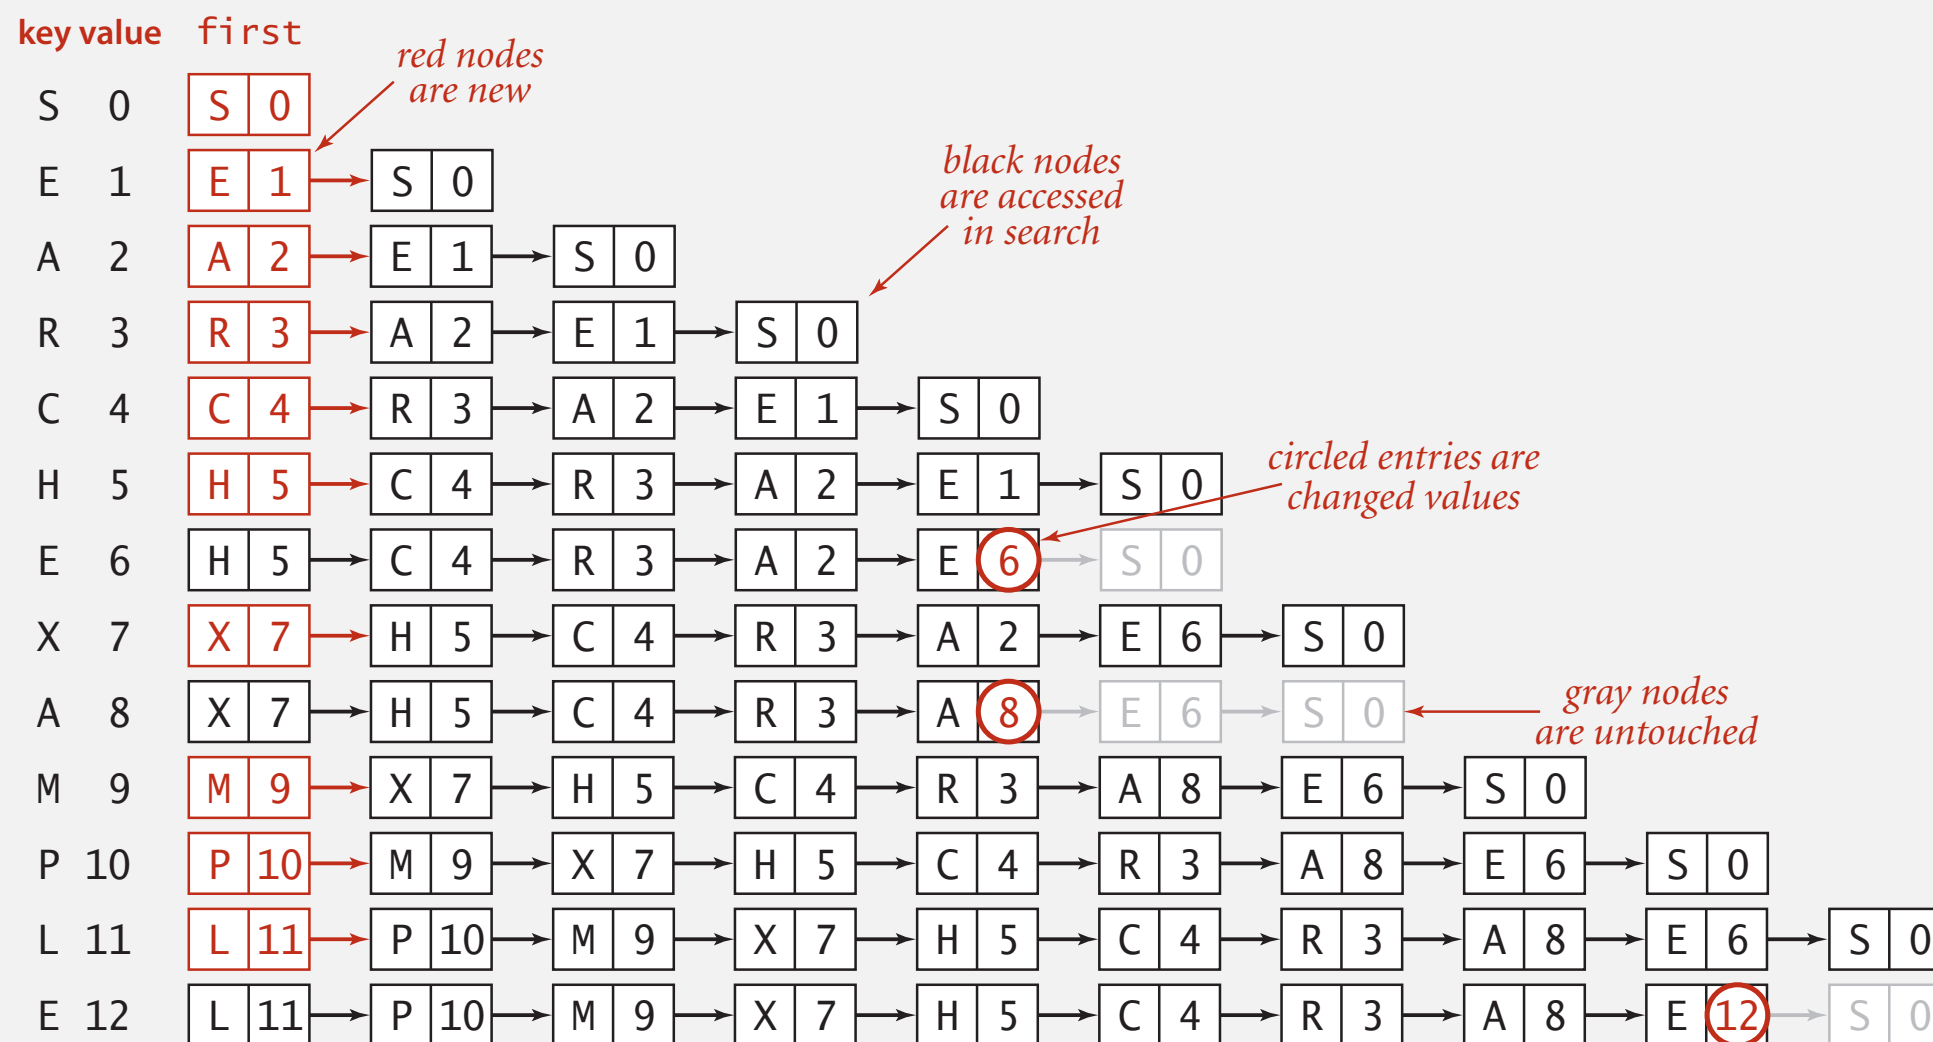 key value first
red nodes
are new
S 0 S 0
E 1 E 1 S 0
black nodes
are accessed
in search
A 2 A 2 E 1 S 0
R 3 R 3 A 2 E 1 S 0
C 4 C 4 R 3 A 2 E 1 S 0
circled entries are
changed values
H 5 H 5 C 4 R 3 A 2 E 1 S 0
E 6 H 5 C 4 R 3 A 2 E 6 S 0
X 7 X 7 H 5 C 4 R 3 A 2 E 6 S 0
gray nodes
are untouched
A 8 X 7 H 5 C 4 R 3 A 8 E 6 S 0
M 9 M 9 X 7 H 5 C 4 R 3 A 8 E 6 S 0
P 10 P 10 M 9 X 7 H 5 C 4 R 3 A 8 E 6 S 0
L 11 L 11 P 10 M 9 X 7 H 5 C 4 R 3 A 8 E 6 S 0
E 12 L 11 P 10 M 9 X 7 H 5 C 4 R 3 A 8 E 12 S 0